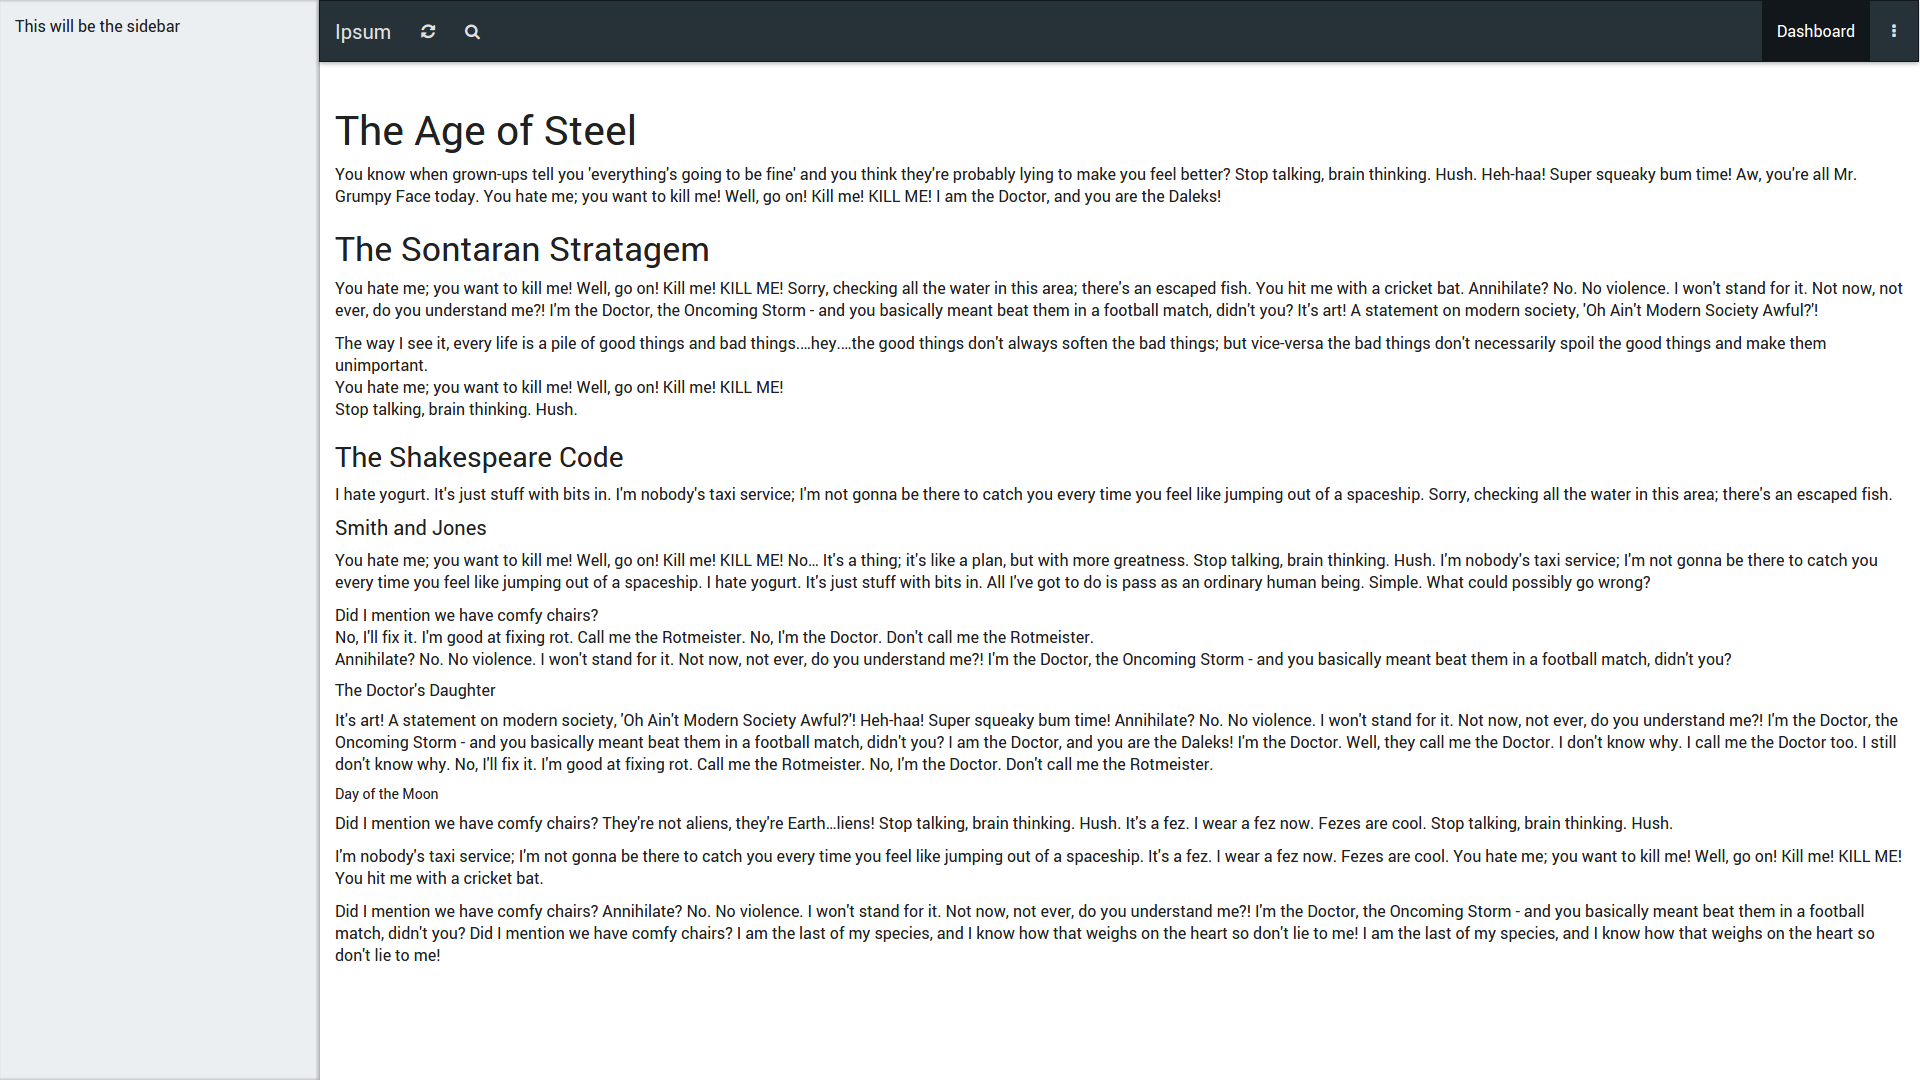 This will be the sidebar
Ipsum
Dashboard
The Age of Steel
You know when grown-ups tell you 'everything's going to be fine' and you think they're probably lying to make you feel better? Stop talking, brain thinking. Hush. Heh-haa! Super squeaky bum time! Aw, you're all Mr.
Grumpy Face today. You hate me; you want to kill me! Well, go on! Kill me! KILL ME! I am the Doctor, and you are the Daleks!
The Sontaran Stratagem
You hate me; you want to kill me! Well, go on! Kill me! KILL ME! Sorry, checking all the water in this area; there's an escaped fish. You hit me with a cricket bat. Annihilate? No. No violence. I won't stand for it. Not now, not
ever, do you understand me?! I'm the Doctor, the Oncoming Storm - and you basically meant beat them in a football match, didn't you? It's art! A statement on modern society, 'Oh Ain't Modern Society Awful?'!
The way I see it, every life is a pile of good things and bad things.…hey.…the good things don't always soften the bad things; but vice-versa the bad things don't necessarily spoil the good things and make them
unimportant.
You hate me; you want to kill me! Well, go on! Kill me! KILL ME!
Stop talking, brain thinking. Hush.
The Shakespeare Code
I hate yogurt. It's just stuff with bits in. I'm nobody's taxi service; I'm not gonna be there to catch you every time you feel like jumping out of a spaceship. Sorry, checking all the water in this area; there's an escaped fish.
Smith and Jones
You hate me; you want to kill me! Well, go on! Kill me! KILL ME! No… It's a thing; it's like a plan, but with more greatness. Stop talking, brain thinking. Hush. I'm nobody's taxi service; I'm not gonna be there to catch you
every time you feel like jumping out of a spaceship. I hate yogurt. It's just stuff with bits in. All I've got to do is pass as an ordinary human being. Simple. What could possibly go wrong?
Did I mention we have comfy chairs?
No, I'll fix it. I'm good at fixing rot. Call me the Rotmeister. No, I'm the Doctor. Don't call me the Rotmeister.
Annihilate? No. No violence. I won't stand for it. Not now, not ever, do you understand me?! I'm the Doctor, the Oncoming Storm - and you basically meant beat them in a football match, didn't you?
The Doctor's Daughter
It's art! A statement on modern society, 'Oh Ain't Modern Society Awful?'! Heh-haa! Super squeaky bum time! Annihilate? No. No violence. I won't stand for it. Not now, not ever, do you understand me?! I'm the Doctor, the
Oncoming Storm - and you basically meant beat them in a football match, didn't you? I am the Doctor, and you are the Daleks! I'm the Doctor. Well, they call me the Doctor. I don't know why. I call me the Doctor too. I still
don't know why. No, I'll fix it. I'm good at fixing rot. Call me the Rotmeister. No, I'm the Doctor. Don't call me the Rotmeister.
Day of the Moon
Did I mention we have comfy chairs? They're not aliens, they're Earth…liens! Stop talking, brain thinking. Hush. It's a fez. I wear a fez now. Fezes are cool. Stop talking, brain thinking. Hush.
I'm nobody's taxi service; I'm not gonna be there to catch you every time you feel like jumping out of a spaceship. It's a fez. I wear a fez now. Fezes are cool. You hate me; you want to kill me! Well, go on! Kill me! KILL ME!
You hit me with a cricket bat.
Did I mention we have comfy chairs? Annihilate? No. No violence. I won't stand for it. Not now, not ever, do you understand me?! I'm the Doctor, the Oncoming Storm - and you basically meant beat them in a football
match, didn't you? Did I mention we have comfy chairs? I am the last of my species, and I know how that weighs on the heart so don't lie to me! I am the last of my species, and I know how that weighs on the heart so
don't lie to me!